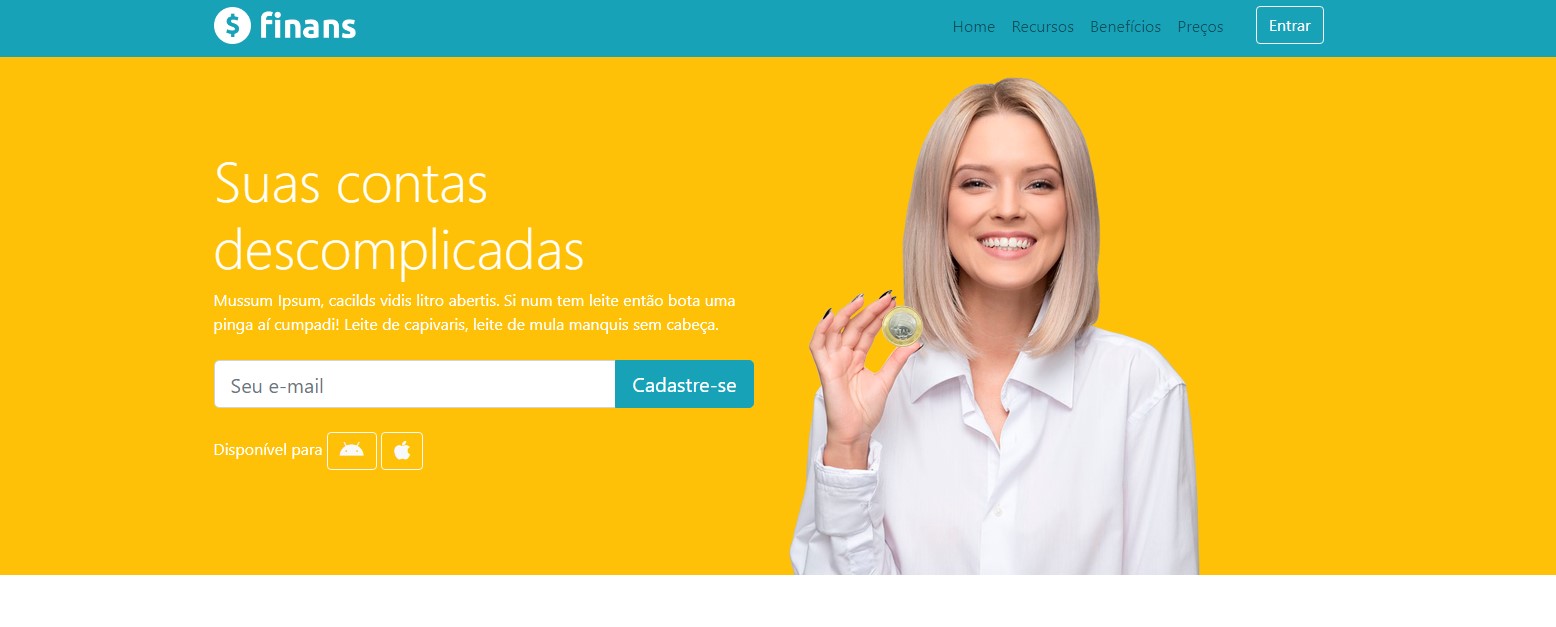 $ finans
Home Recursos Benefícios Preços Entrar
Suas contas
descomplicadas
Mussum Ipsum, cacilds vidis litro abertis. Si num tem leite então bota uma
pinga aí cumpadi! Leite de capivaris, leite de mula manquis sem cabeça.
Seu e-mail Cadastre-se
Disponível para